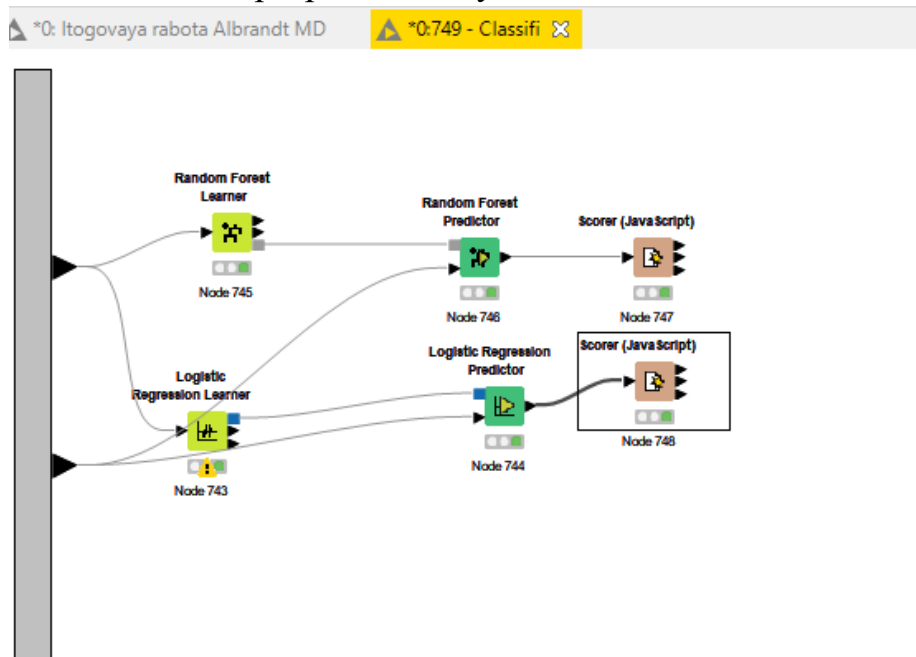 *0: Itogovaya rabota Albrandt MD
*0:749 - Classifi
Random Forest
Learner
Node 745
Random Forest
Predictor
Node 746
Scorer (JavaScript)
Node 747
Logistic
Regression Learner
Node 743
Logistic Regression
Predictor
Node 744
Scorer (JavaScript)
Node 748